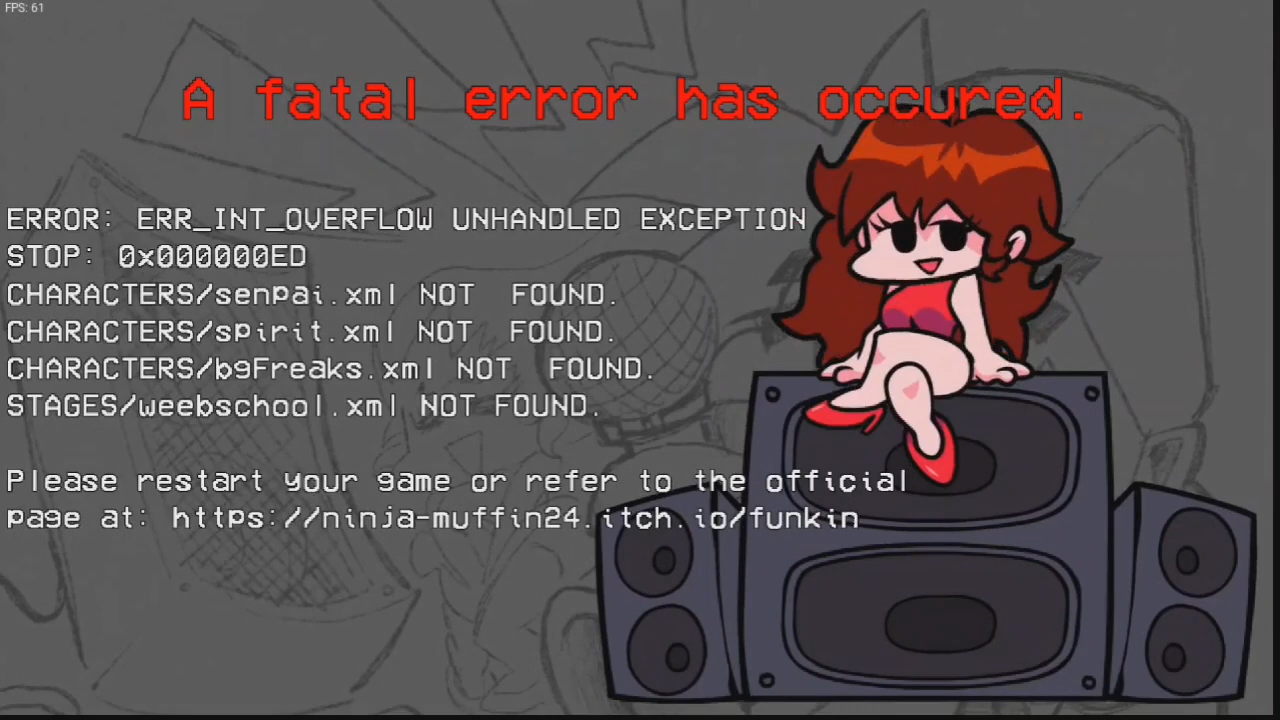 FPS: 61
A fatal error has occured.
ERROR: ERR_INT_OVERFLOW UNHANDLED EXCEPTION
STOP: 0x000000ED
CHARACTERS/senpai.xml NOT  FOUND.
CHARACTERS/spirit.xml NOT  FOUND.
CHARACTERS/bgFreaks.xml NOT  FOUND.
STAGES/weebschool.xml NOT FOUND.
Please restart your game or refer to the official
page at: https://ninja-muffin24.itch.io/funkin